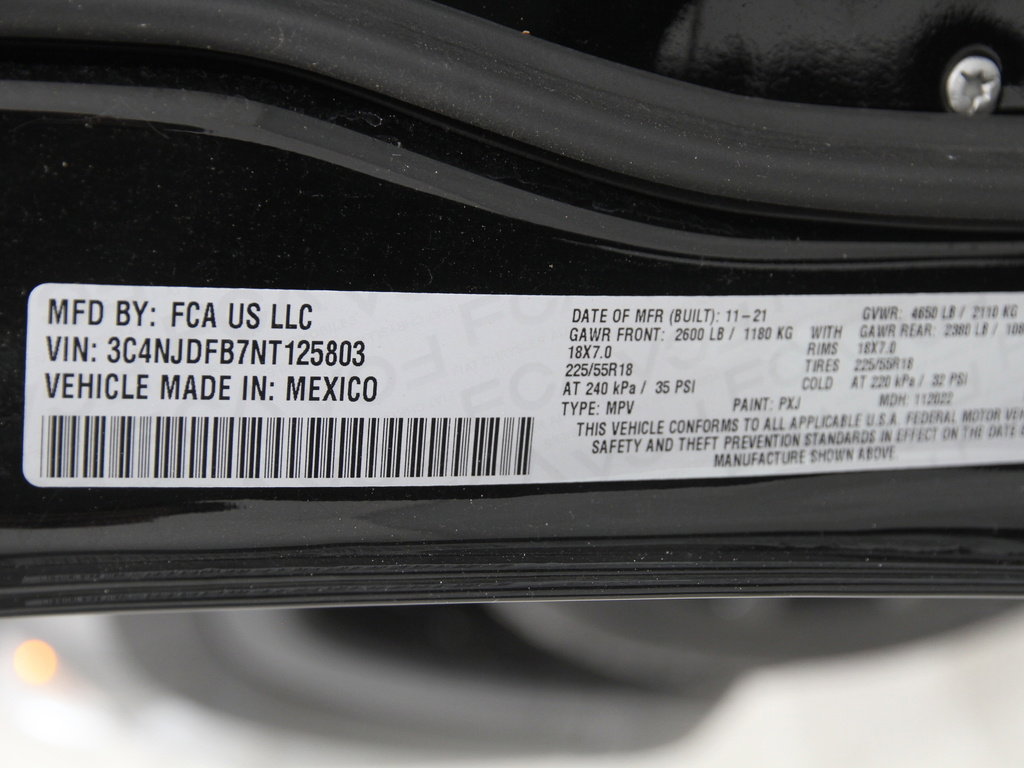 MFD BY: FCA US LLC
VIN: 3C4NJDFB7NT125803
VEHICLE MADE IN: MEXICO
DATE OF MFR (BUILT): 11-21 GVWR: 4650 LB / 2110 KG
GAWR FRONT: 2600 LB / 1180 KG WITH GAWR REAR: 2380 LB / 108
18X7.0 RIMS 18X7.0
225/55R18 TIRES 225/55R18
AT 240 kPa / 35 PSI COLD AT 220 kPa / 32 PSI
TYPE: MPV PAINT: PXJ MDH: 112022
THIS VEHICLE CONFORMS TO ALL APPLICABLE U.S.A. FEDERAL MOTOR VEH
SAFETY AND THEFT PREVENTION STANDARDS IN EFFECT ON THE DATE O
MANUFACTURE SHOWN ABOVE.